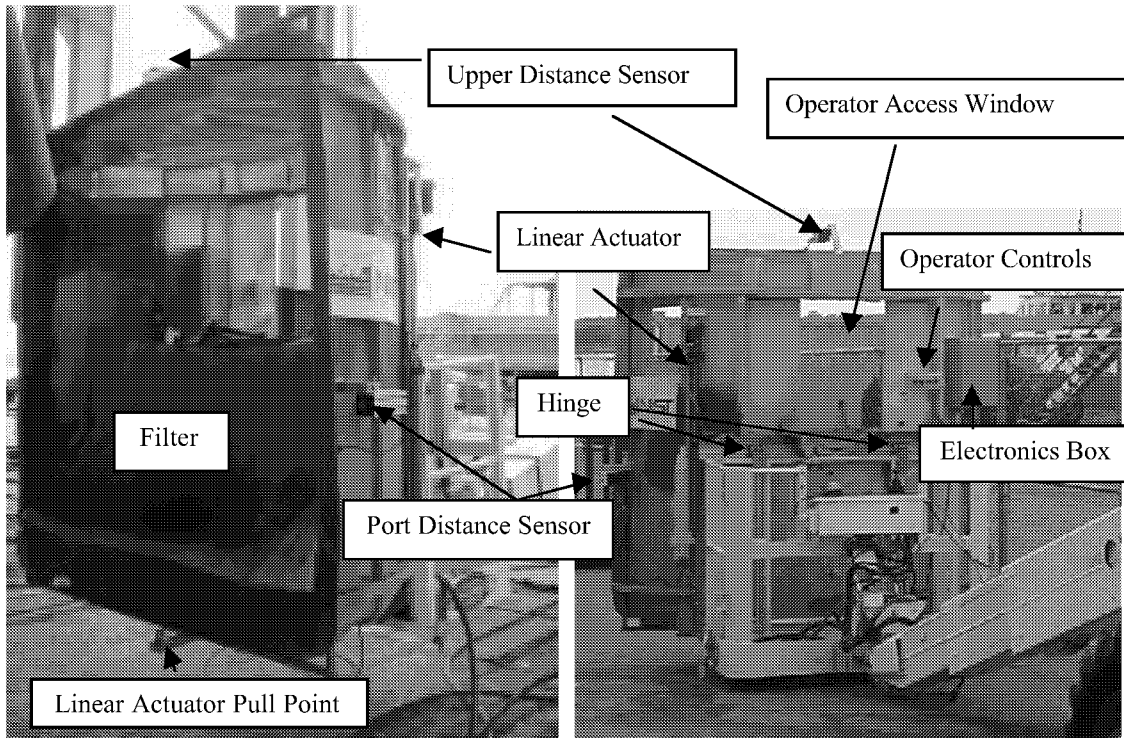 Upper Distance Sensor
Operator Access Window
Linear Actuator
Operator Controls
Hinge
Filter
Electronics Box
Port Distance Sensor
Linear Actuator Pull Point